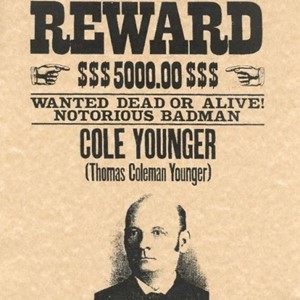 REWARD
$$$ 5000.00 $$$
WANTED DEAD OR ALIVE!
NOTORIOUS BADMAN
COLE YOUNGER
(Thomas Coleman Younger)